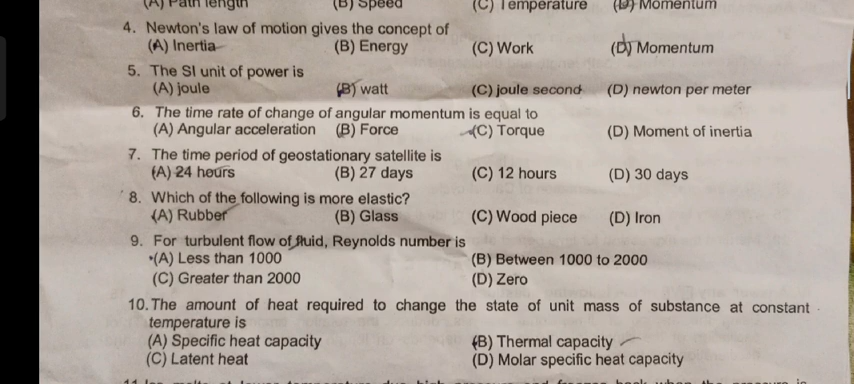 (A) Path length (B) Speed (C) Temperature (D) Momentum
4. Newton's law of motion gives the concept of
(A) Inertia (B) Energy (C) Work (D) Momentum
5. The SI unit of power is
(A) joule (B) watt (C) joule second (D) newton per meter
6. The time rate of change of angular momentum is equal to
(A) Angular acceleration (B) Force (C) Torque (D) Moment of inertia
7. The time period of geostationary satellite is
(A) 24 hours (B) 27 days (C) 12 hours (D) 30 days
8. Which of the following is more elastic?
(A) Rubber (B) Glass (C) Wood piece (D) Iron
9. For turbulent flow of fluid, Reynolds number is
(A) Less than 1000 (B) Between 1000 to 2000
(C) Greater than 2000 (D) Zero
10. The amount of heat required to change the state of unit mass of substance at constant
temperature is
(A) Specific heat capacity (B) Thermal capacity
(C) Latent heat (D) Molar specific heat capacity